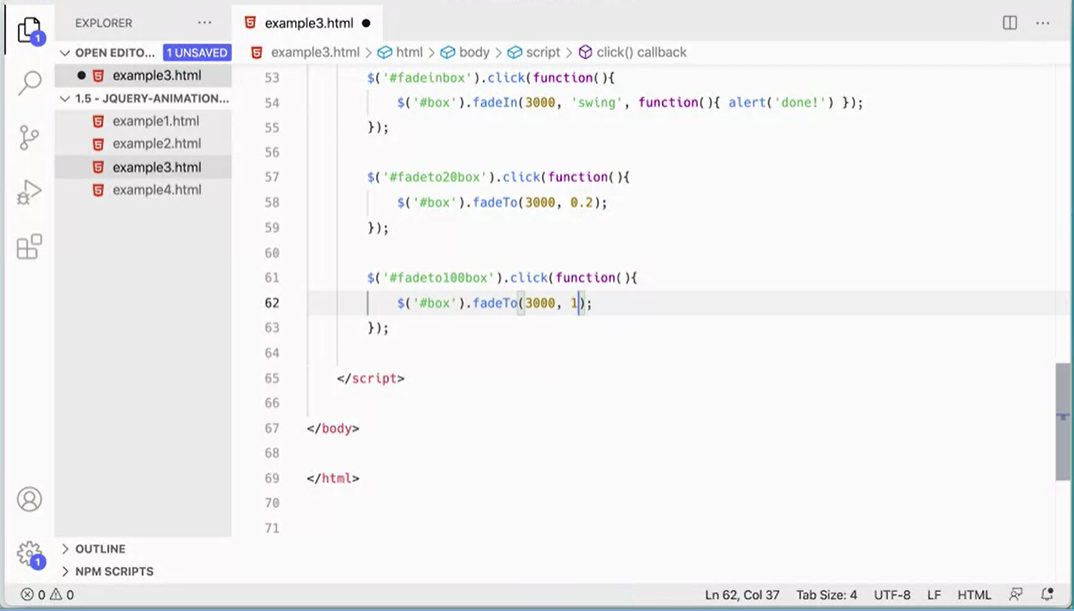 EXPLORER
···
OPEN EDITO...
1 UNSAVED
example3.html
1.5 - JQUERY-ANIMATION...
example1.html
example2.html
example3.html
example4.html
OUTLINE
NPM SCRIPTS
1
1
example3.html
···
example3.html > html > body > script > click() callback
53 $('#fadeinbox').click(function(){
54 $('#box').fadeIn(3000, 'swing', function(){ alert('done!') });
55 });
56
57 $('#fadeto20box').click(function(){
58 $('#box').fadeTo(3000, 0.2);
59 });
60
61 $('#fadeto100box').click(function(){
62 $('#box').fadeTo(3000, 1);
63 });
64
65 </script>
66
67 </body>
68
69 </html>
70
71
0 0
Ln 62, Col 37 Tab Size: 4 UTF-8 LF HTML